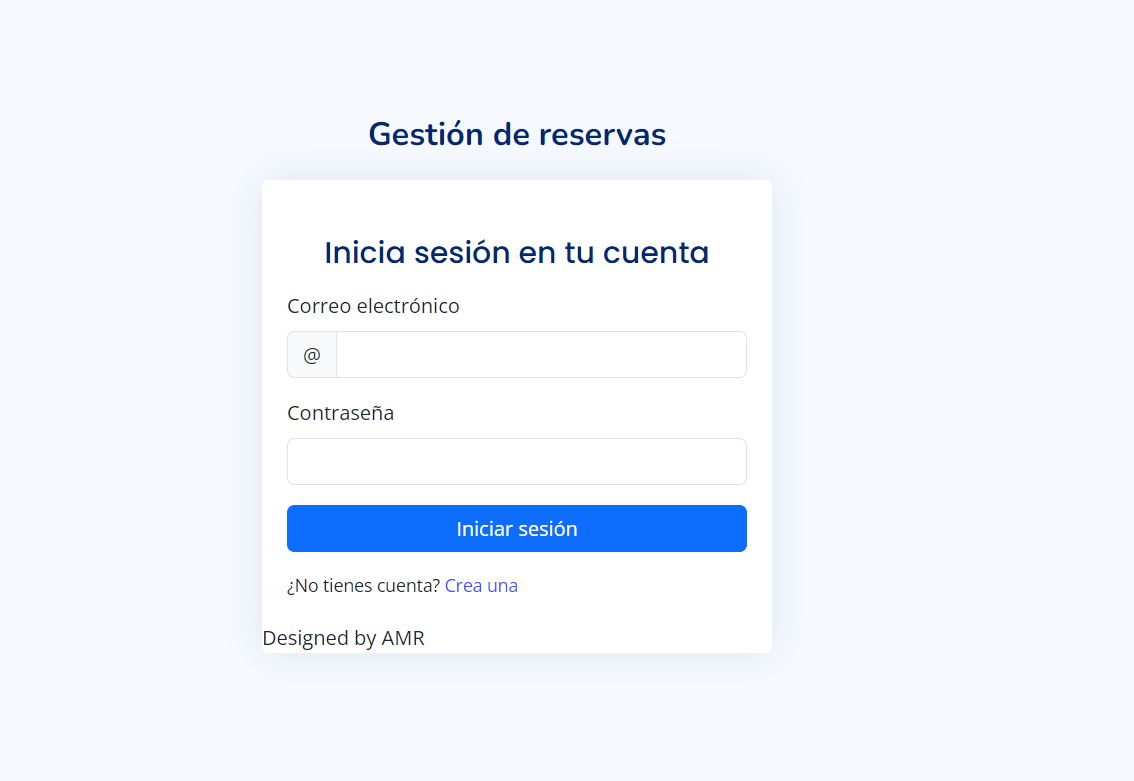 Gestión de reservas
Inicia sesión en tu cuenta
Correo electrónico
@
Contraseña
Iniciar sesión
¿No tienes cuenta? Crea una
Designed by AMR